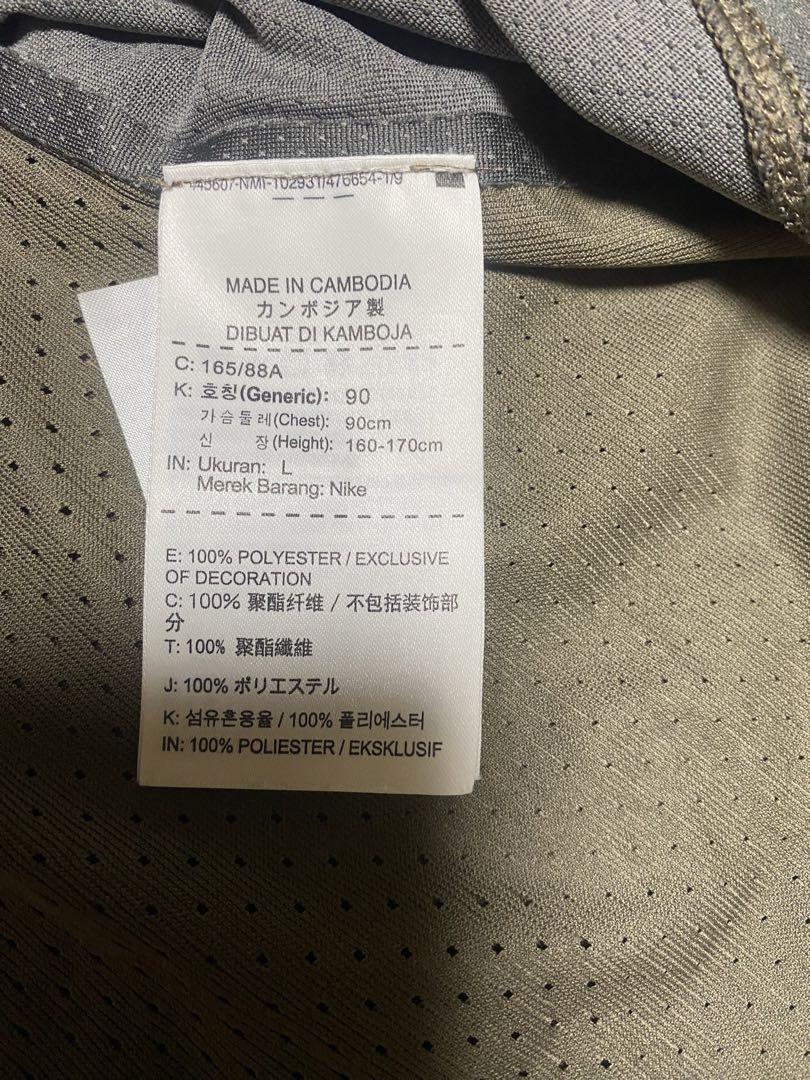 MADE IN CAMBODIA
カンボジア製
DIBUAT DI KAMBOJA
C: 165/88A
K: 호칭(Generic): 90
가슴둘레(Chest): 90cm
신 장(Height): 160-170cm
IN: Ukuran: L
Merek Barang: Nike
E: 100% POLYESTER / EXCLUSIVE
OF DECORATION
C: 100% 聚酯纤维 / 不包括装饰部
分
T: 100% 聚酯纖維
J: 100% ポリエステル
K: 섬유혼용율 / 100% 폴리에스터
IN: 100% POLIESTER / EKSKLUSIF